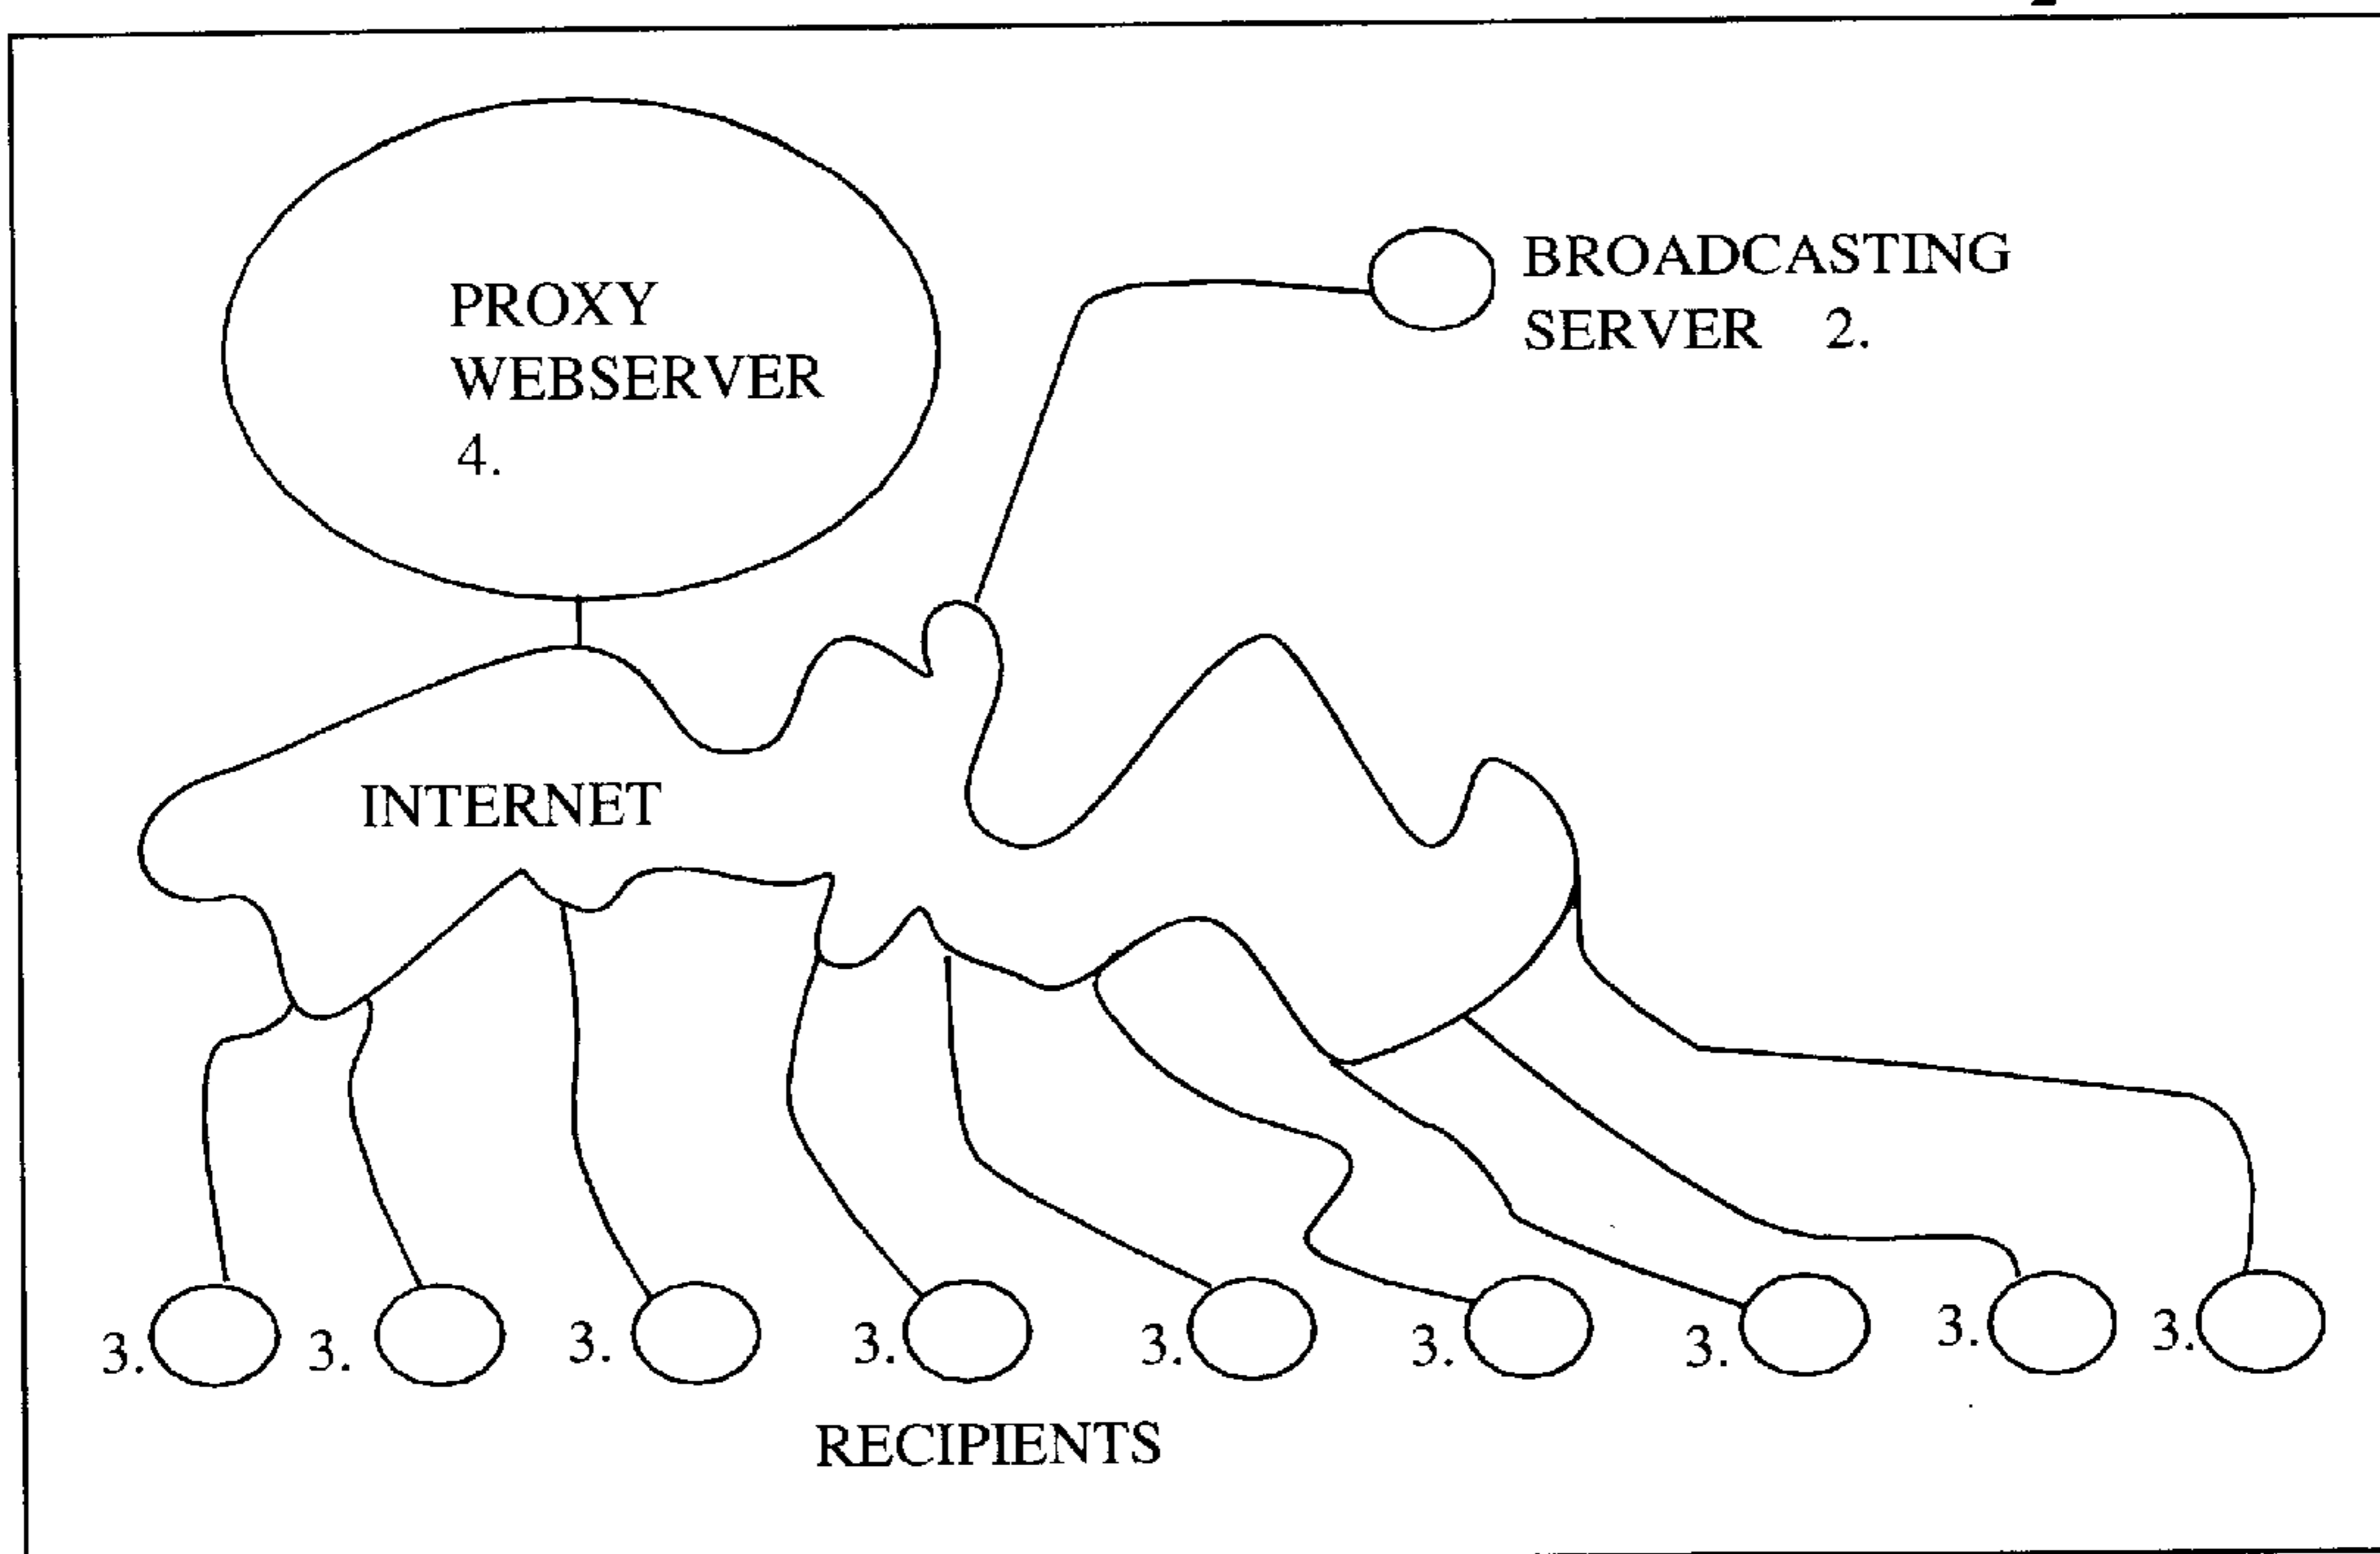 PROXY
WEBSERVER
4.
BROADCASTING
SERVER 2.
INTERNET
3. 3. 3. 3. 3. 3. 3. 3. 3.
RECIPIENTS